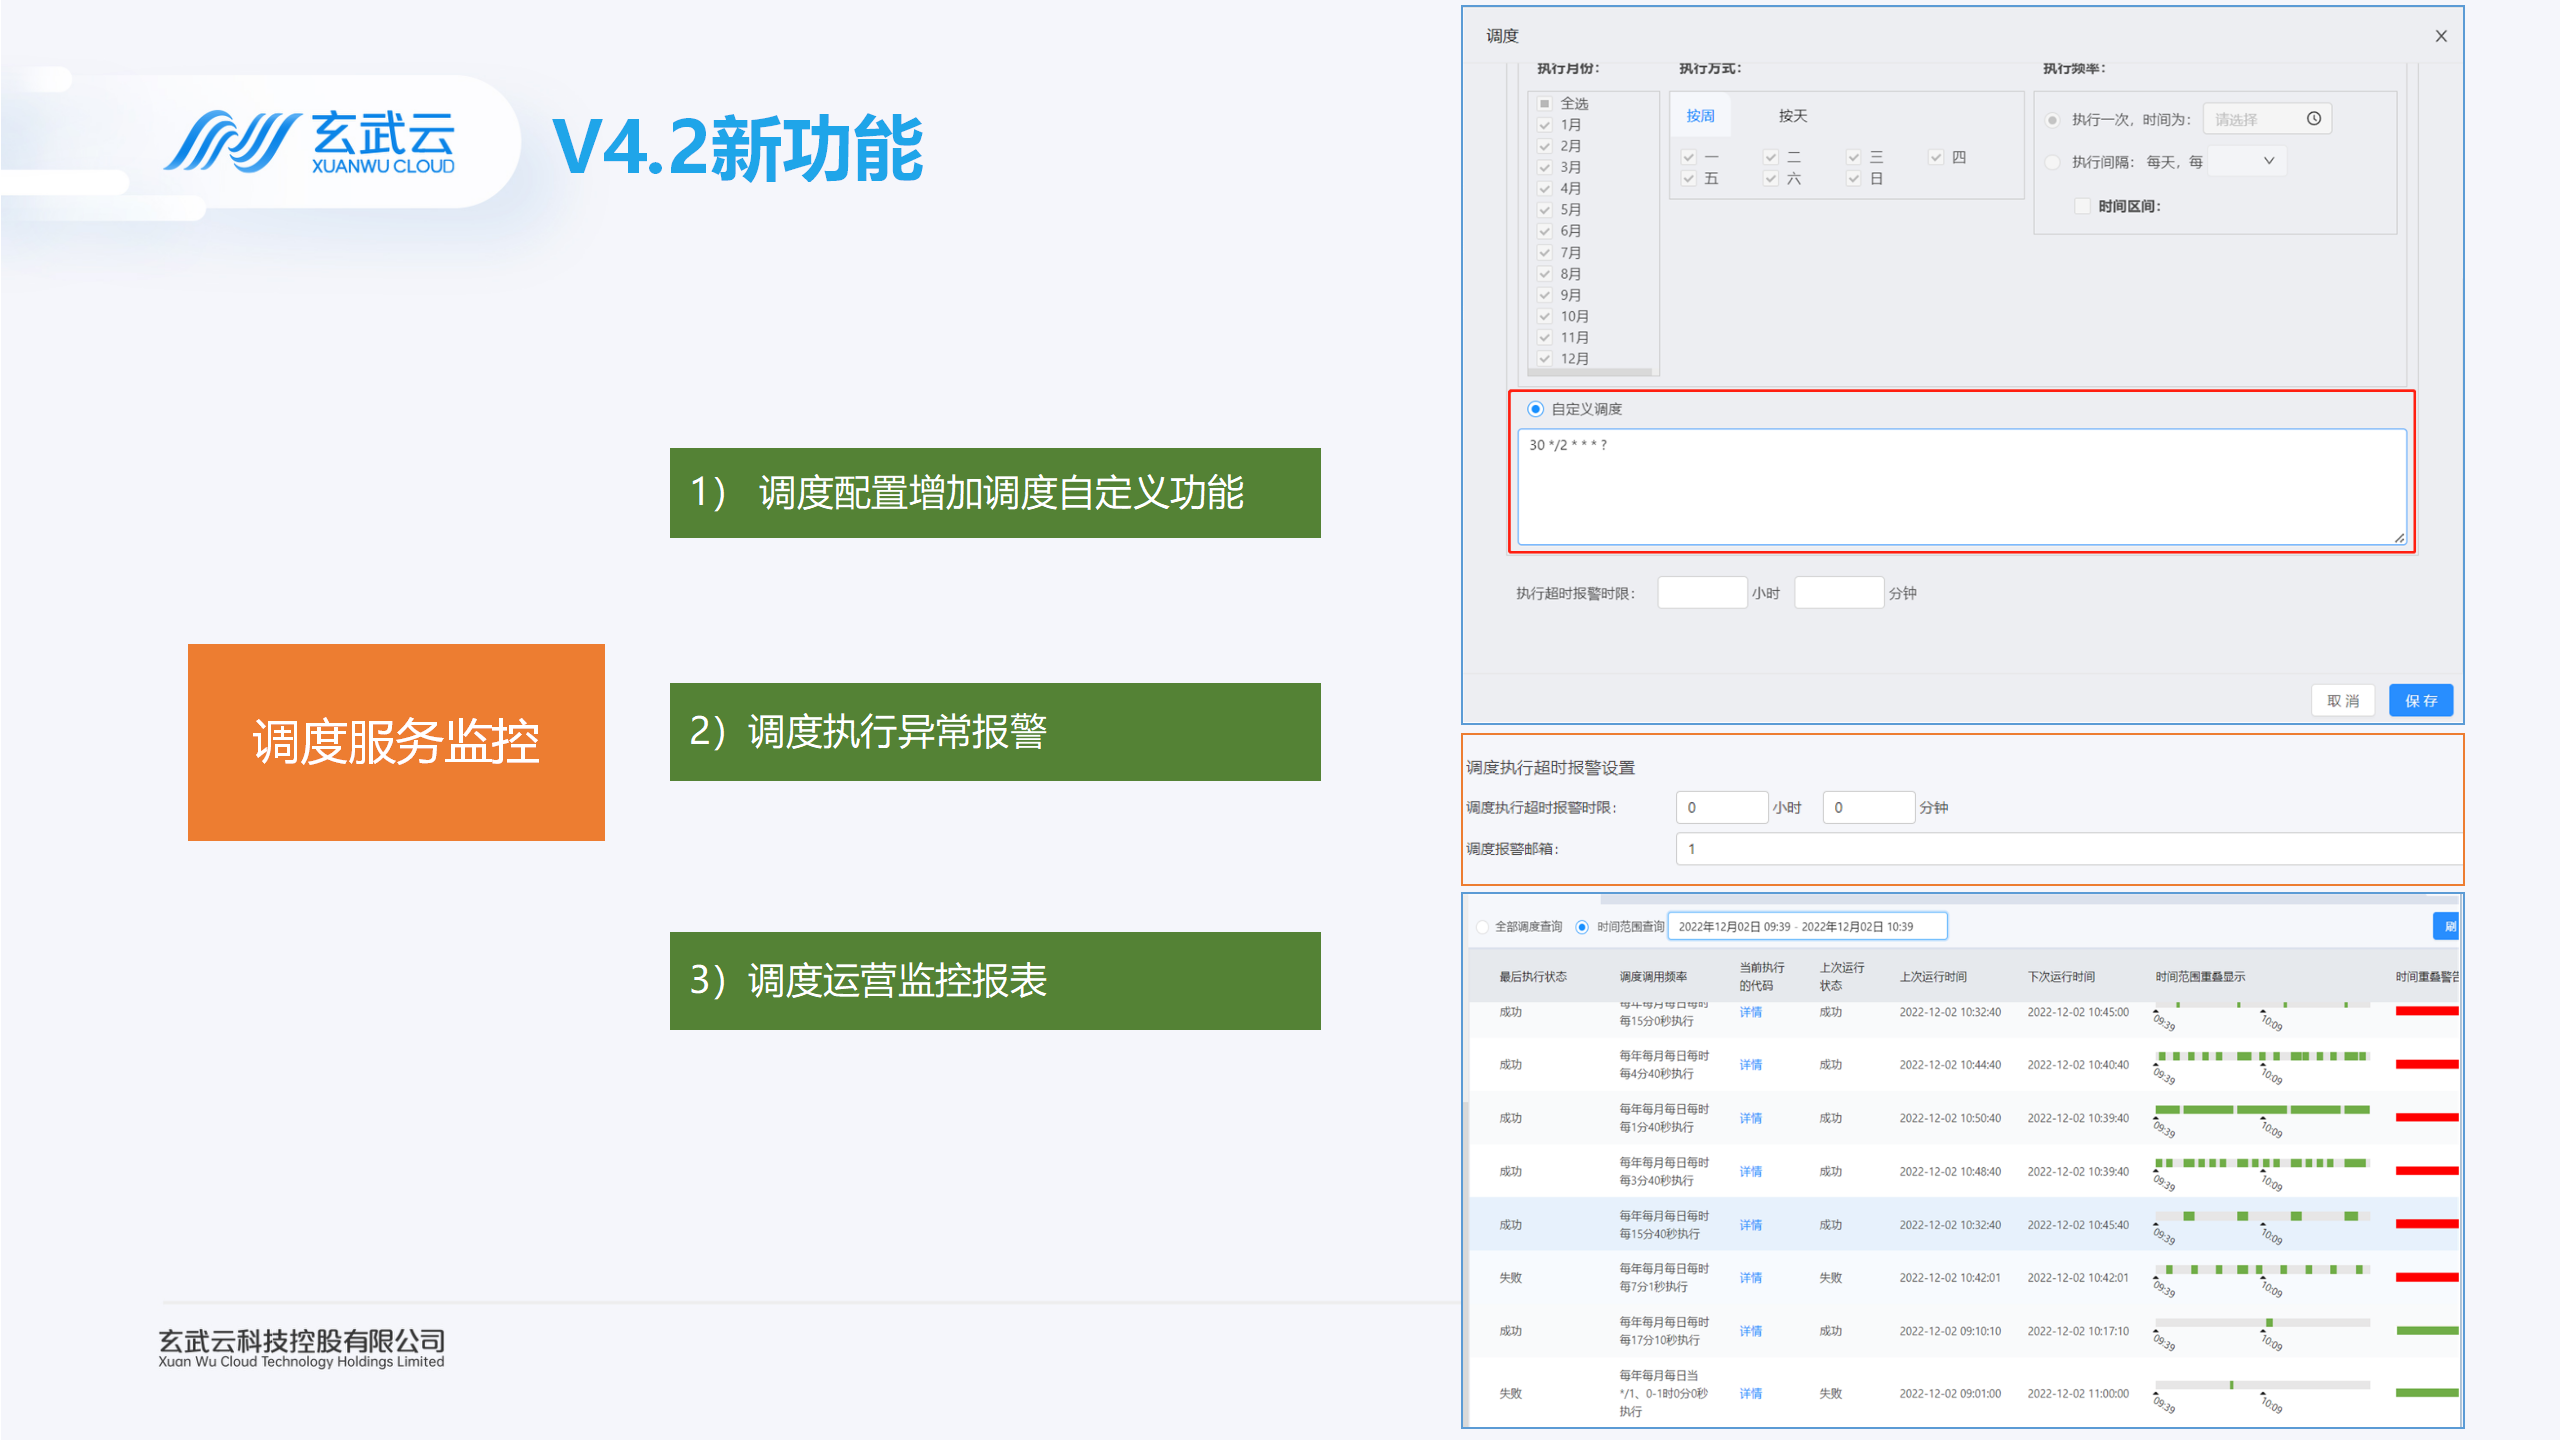 玄武云
XUANWU CLOUD
V4.2新功能
调度服务监控
1） 调度配置增加调度自定义功能
2）调度执行异常报警
3）调度运营监控报表
玄武云科技控股有限公司
Xuan Wu Cloud Technology Holdings Limited
调度
执行月份： 执行方式： 执行频率：
全选
1月
2月
3月
4月
5月
6月
7月
8月
9月
10月
11月
12月
按周 按天
一 二 三 四
五 六 日
执行一次，时间为： 请选择
执行间隔： 每天，每
时间区间：
自定义调度
30 */2 * * * ?
执行超时报警时限： 小时 分钟
取 消 保 存
调度执行超时报警设置
调度执行超时报警时限： 0 小时 0 分钟
调度报警邮箱： 1
全部调度查询 时间范围查询 2022年12月02日 09:39 - 2022年12月02日 10:39 刷
最后执行状态 调度调用频率 当前执行的代码 上次运行状态 上次运行时间 下次运行时间 时间范围重叠显示 时间重叠警告
成功 每年每月每日每时每15分0秒执行 详情 成功 2022-12-02 10:32:40 2022-12-02 10:45:00 09:39 10:09
成功 每年每月每日每时每4分40秒执行 详情 成功 2022-12-02 10:44:40 2022-12-02 10:40:40 09:39 10:09
成功 每年每月每日每时每1分40秒执行 详情 成功 2022-12-02 10:50:40 2022-12-02 10:39:40 09:39 10:09
成功 每年每月每日每时每3分40秒执行 详情 成功 2022-12-02 10:48:40 2022-12-02 10:39:40 09:39 10:09
成功 每年每月每日每时每15分40秒执行 详情 成功 2022-12-02 10:32:40 2022-12-02 10:45:40 09:39 10:09
失败 每年每月每日每时每7分1秒执行 详情 失败 2022-12-02 10:42:01 2022-12-02 10:42:01 09:39 10:09
成功 每年每月每日每时每17分10秒执行 详情 成功 2022-12-02 09:10:10 2022-12-02 10:17:10 09:39 10:09
失败 每年每月每日当*/1、0-1时0分0秒执行 详情 失败 2022-12-02 09:01:00 2022-12-02 11:00:00 09:39 10:09